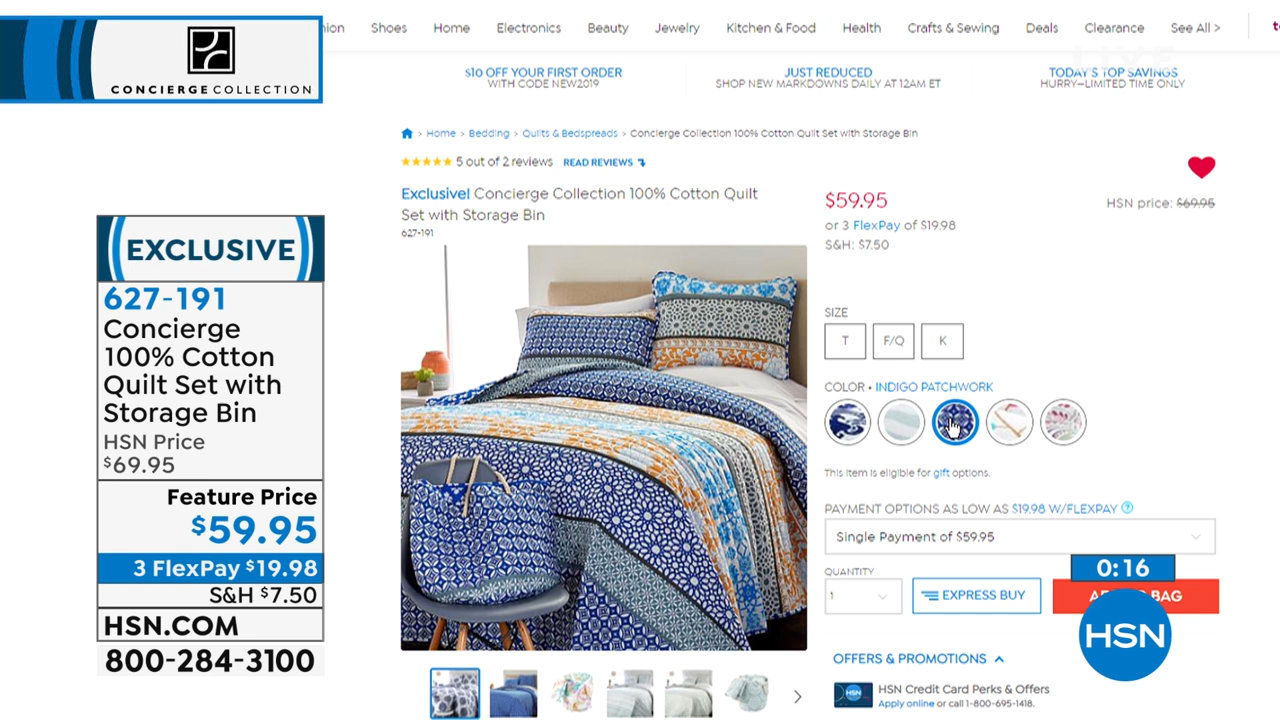 CONCIERGE COLLECTION
Shoes
Home
Electronics
Beauty
Jewelry
Kitchen & Food
Health
Crafts & Sewing
Deals
Clearance
See All >
LIVE
$10 OFF YOUR FIRST ORDER
WITH CODE NEW2019
JUST REDUCED
SHOP NEW MARKDOWNS DAILY AT 12AM ET
TODAY'S TOP SAVINGS
HURRY—LIMITED TIME ONLY
> Home > Bedding > Quilts & Bedspreads > Concierge Collection 100% Cotton Quilt Set with Storage Bin
5 out of 2 reviews READ REVIEWS
Exclusive! Concierge Collection 100% Cotton Quilt
Set with Storage Bin
627-191
$59.95
HSN price: $69.95
or 3 FlexPay of $19.98
S&H: $7.50
SIZE
T
F/Q
K
COLOR • INDIGO PATCHWORK
This item is eligible for gift options.
PAYMENT OPTIONS AS LOW AS $19.98 W/FLEXPAY ?
Single Payment of $59.95
QUANTITY
1
EXPRESS BUY
0:16
BAG
HSN
OFFERS & PROMOTIONS
HSN
HSN Credit Card Perks & Offers
Apply online or call 1-800-695-1418.
EXCLUSIVE
627-191
Concierge
100% Cotton
Quilt Set with
Storage Bin
HSN Price
$69.95
Feature Price
$59.95
3 FlexPay $19.98
S&H $7.50
HSN.COM
800-284-3100